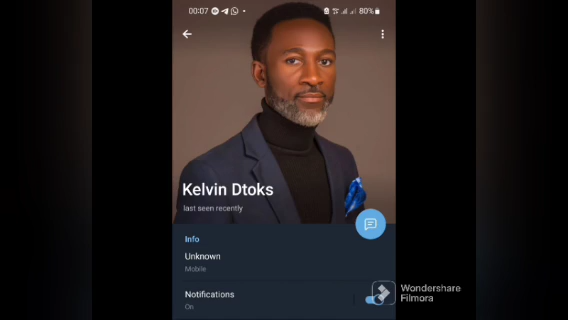 00:07
80%
Kelvin Dtoks
last seen recently
Info
Unknown
Mobile
Notifications
On
Wondershare
Filmora